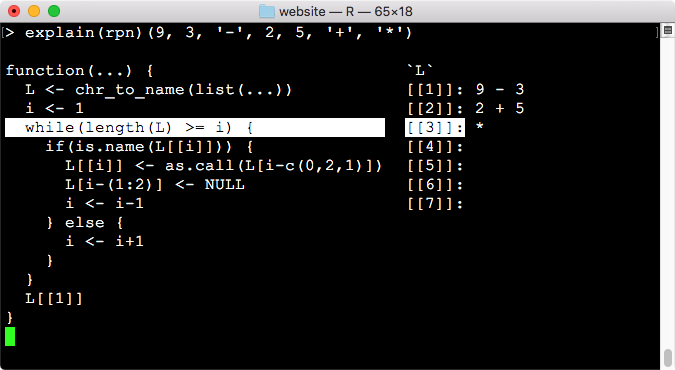 website — R — 65×18
> explain(rpn)(9, 3, '-', 2, 5, '+', '*')
function(...) { `L`
L <- chr_to_name(list(...)) [[1]]: 9 - 3
i <- 1 [[2]]: 2 + 5
while(length(L) >= i) { [[3]]: *
if(is.name(L[[i]])) { [[4]]:
L[[i]] <- as.call(L[i-c(0,2,1)]) [[5]]:
L[i-(1:2)] <- NULL [[6]]:
i <- i-1 [[7]]:
} else {
i <- i+1
}
}
L[[1]]
}